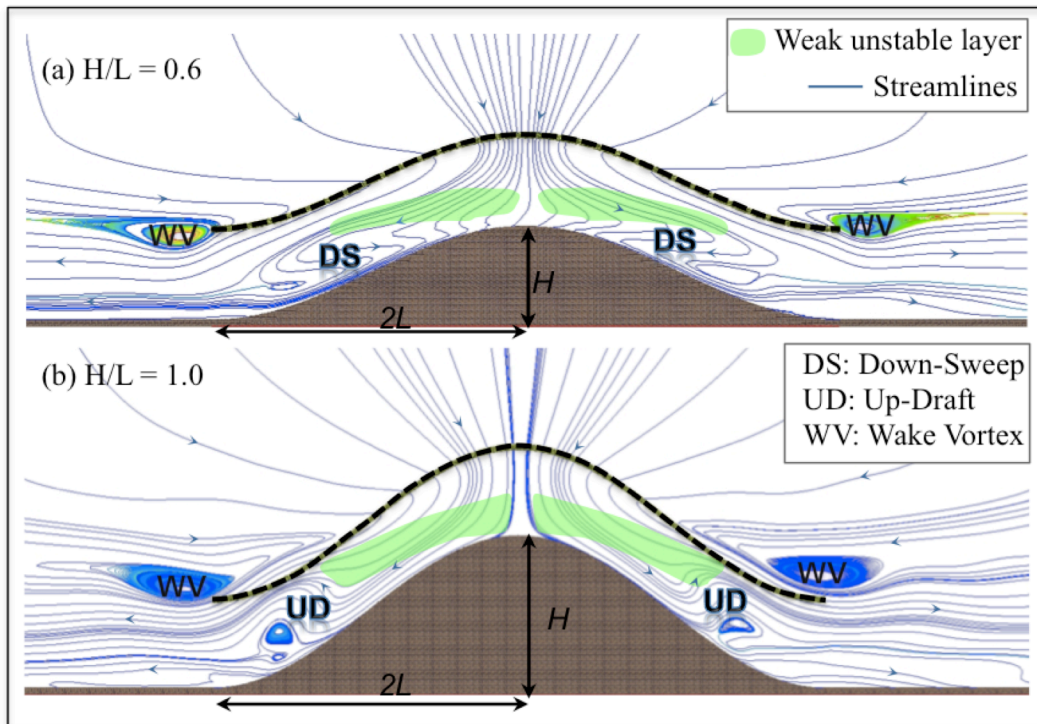 Weak unstable layer
Streamlines
(a) H/L = 0.6
WV
WV
DS
DS
H
2L
(b) H/L = 1.0
DS: Down-Sweep
UD: Up-Draft
WV: Wake Vortex
WV
WV
UD
UD
H
2L